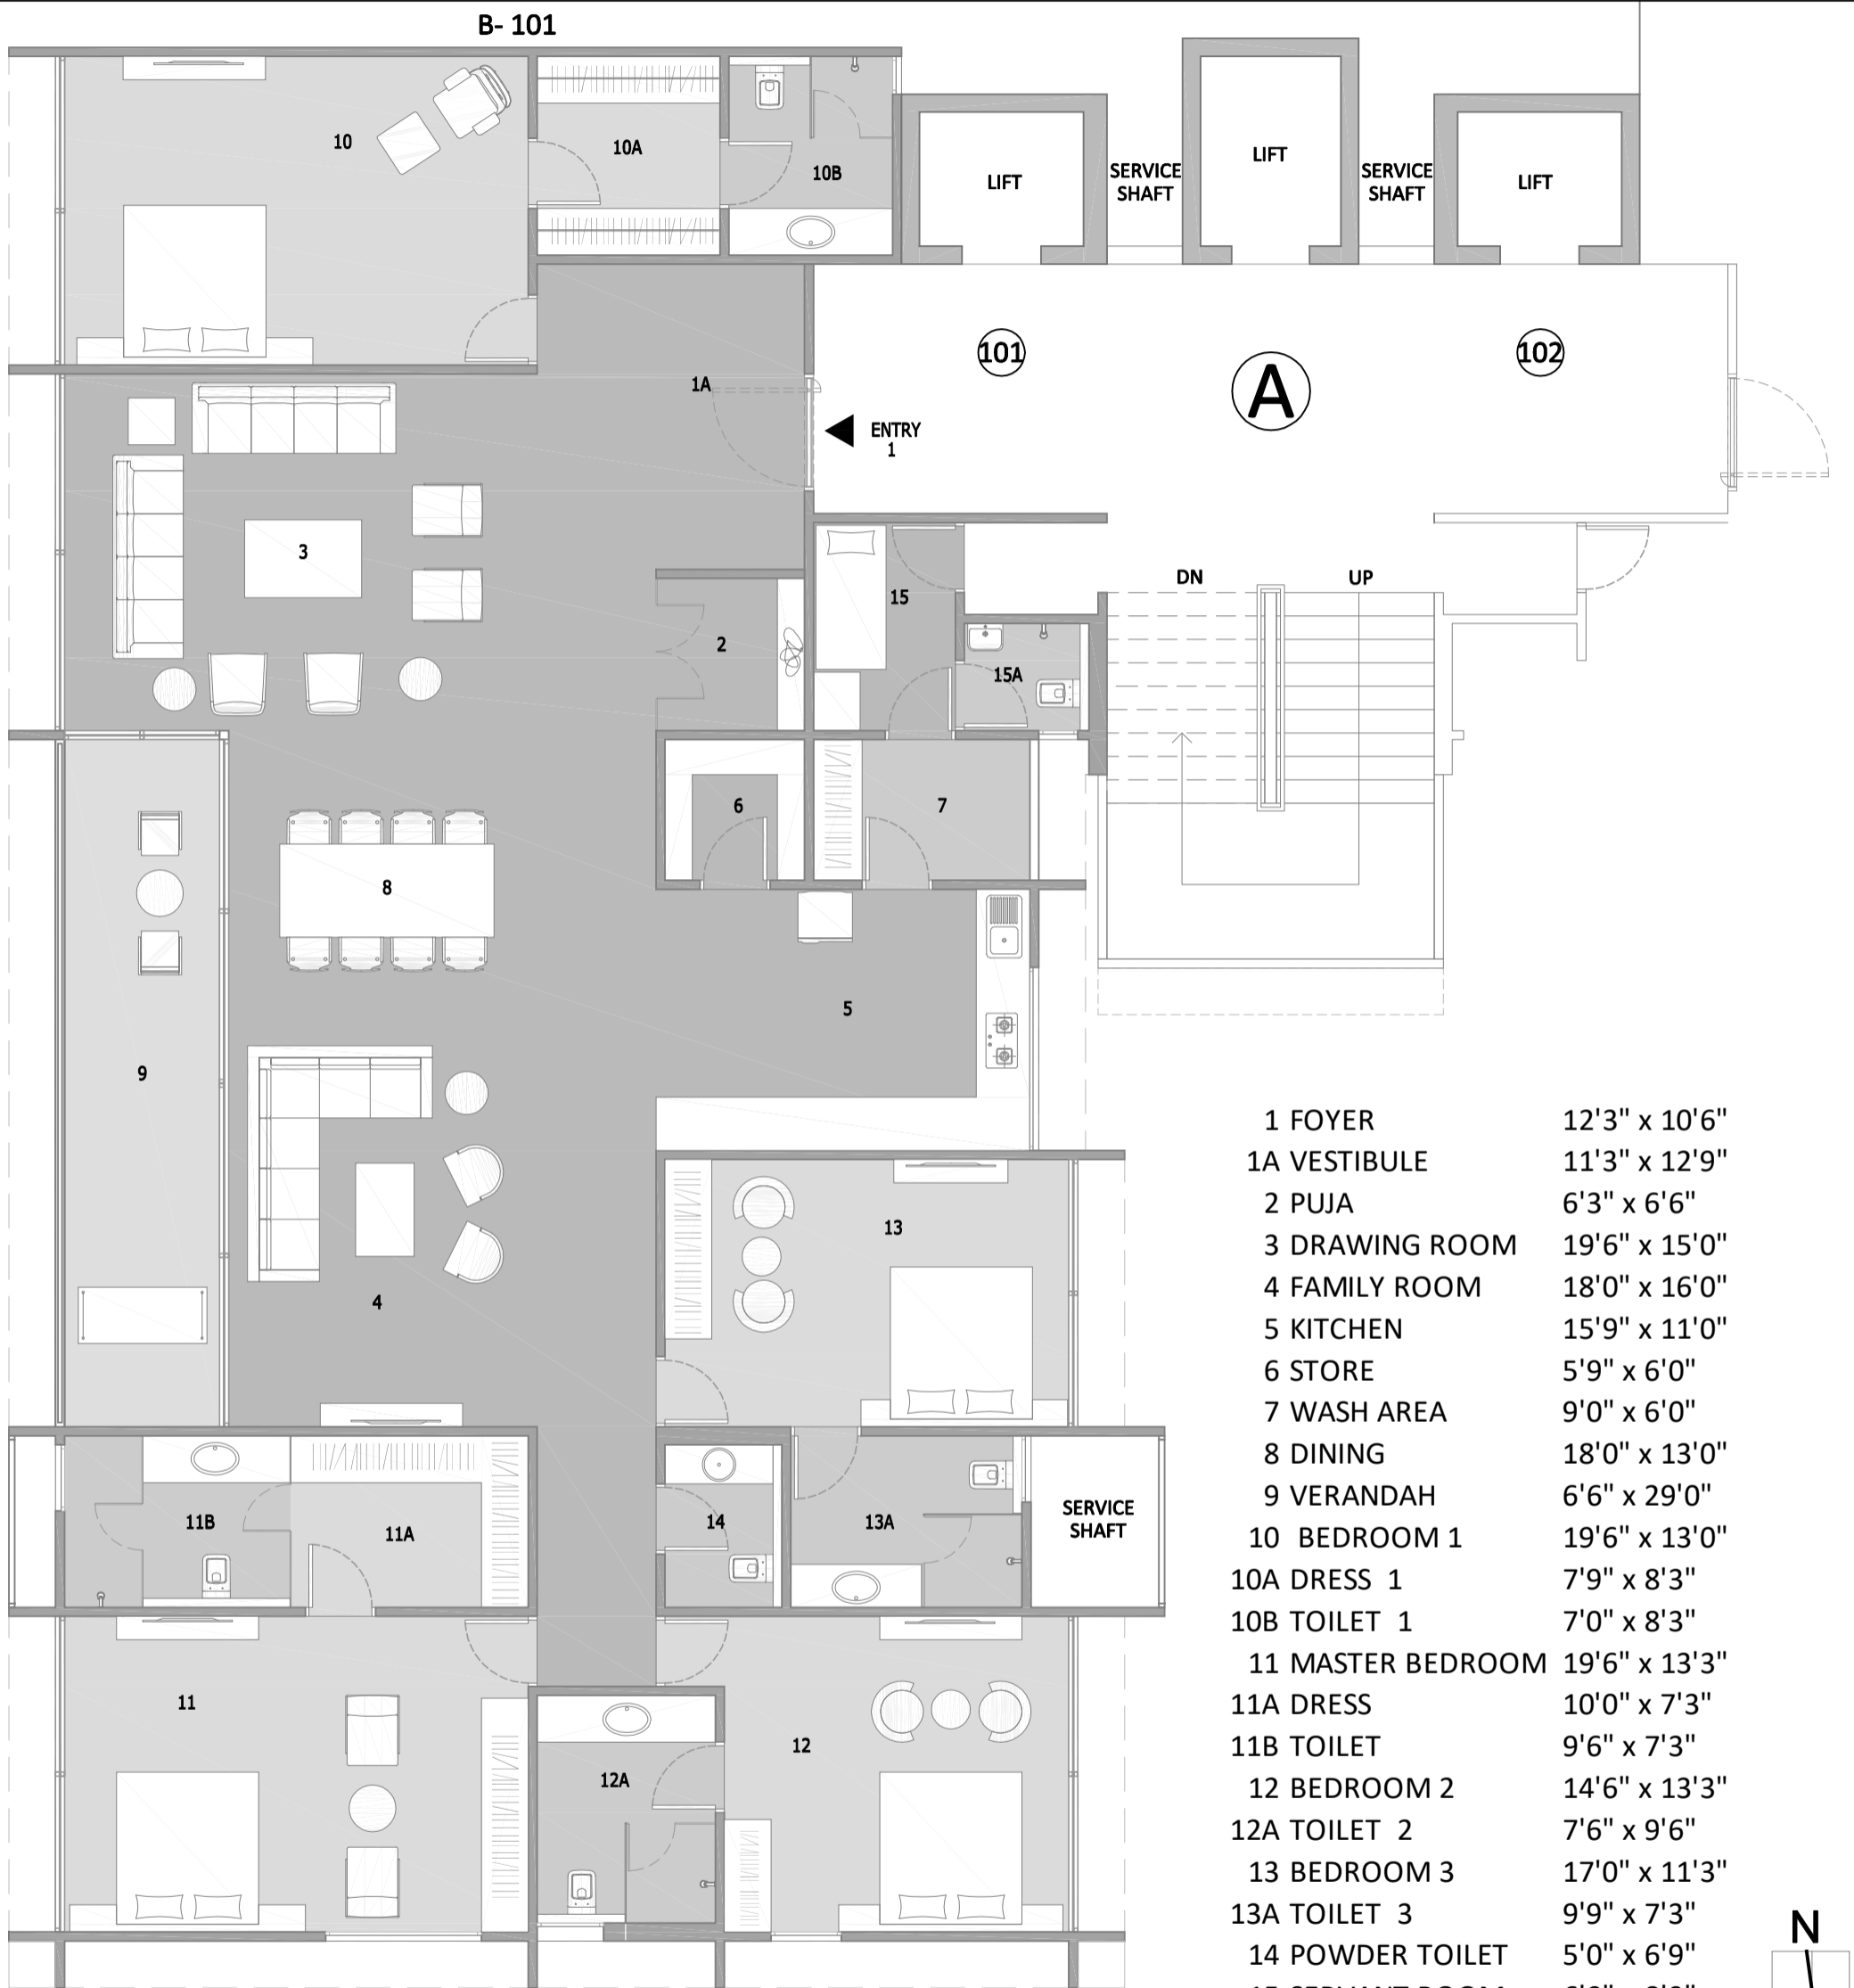 B- 101
10
10A
10B
LIFT
SERVICE
SHAFT
LIFT
SERVICE
SHAFT
LIFT
101
A
102
1A
ENTRY
1
3
2
15
15A
DN
UP
6
7
8
5
9
4
13
11B
11A
14
13A
SERVICE
SHAFT
11
12
12A
1 FOYER 12'3" x 10'6"
1A VESTIBULE 11'3" x 12'9"
2 PUJA 6'3" x 6'6"
3 DRAWING ROOM 19'6" x 15'0"
4 FAMILY ROOM 18'0" x 16'0"
5 KITCHEN 15'9" x 11'0"
6 STORE 5'9" x 6'0"
7 WASH AREA 9'0" x 6'0"
8 DINING 18'0" x 13'0"
9 VERANDAH 6'6" x 29'0"
10 BEDROOM 1 19'6" x 13'0"
10A DRESS 1 7'9" x 8'3"
10B TOILET 1 7'0" x 8'3"
11 MASTER BEDROOM 19'6" x 13'3"
11A DRESS 10'0" x 7'3"
11B TOILET 9'6" x 7'3"
12 BEDROOM 2 14'6" x 13'3"
12A TOILET 2 7'6" x 9'6"
13 BEDROOM 3 17'0" x 11'3"
13A TOILET 3 9'9" x 7'3"
14 POWDER TOILET 5'0" x 6'9"
15 SERVANT ROOM
N